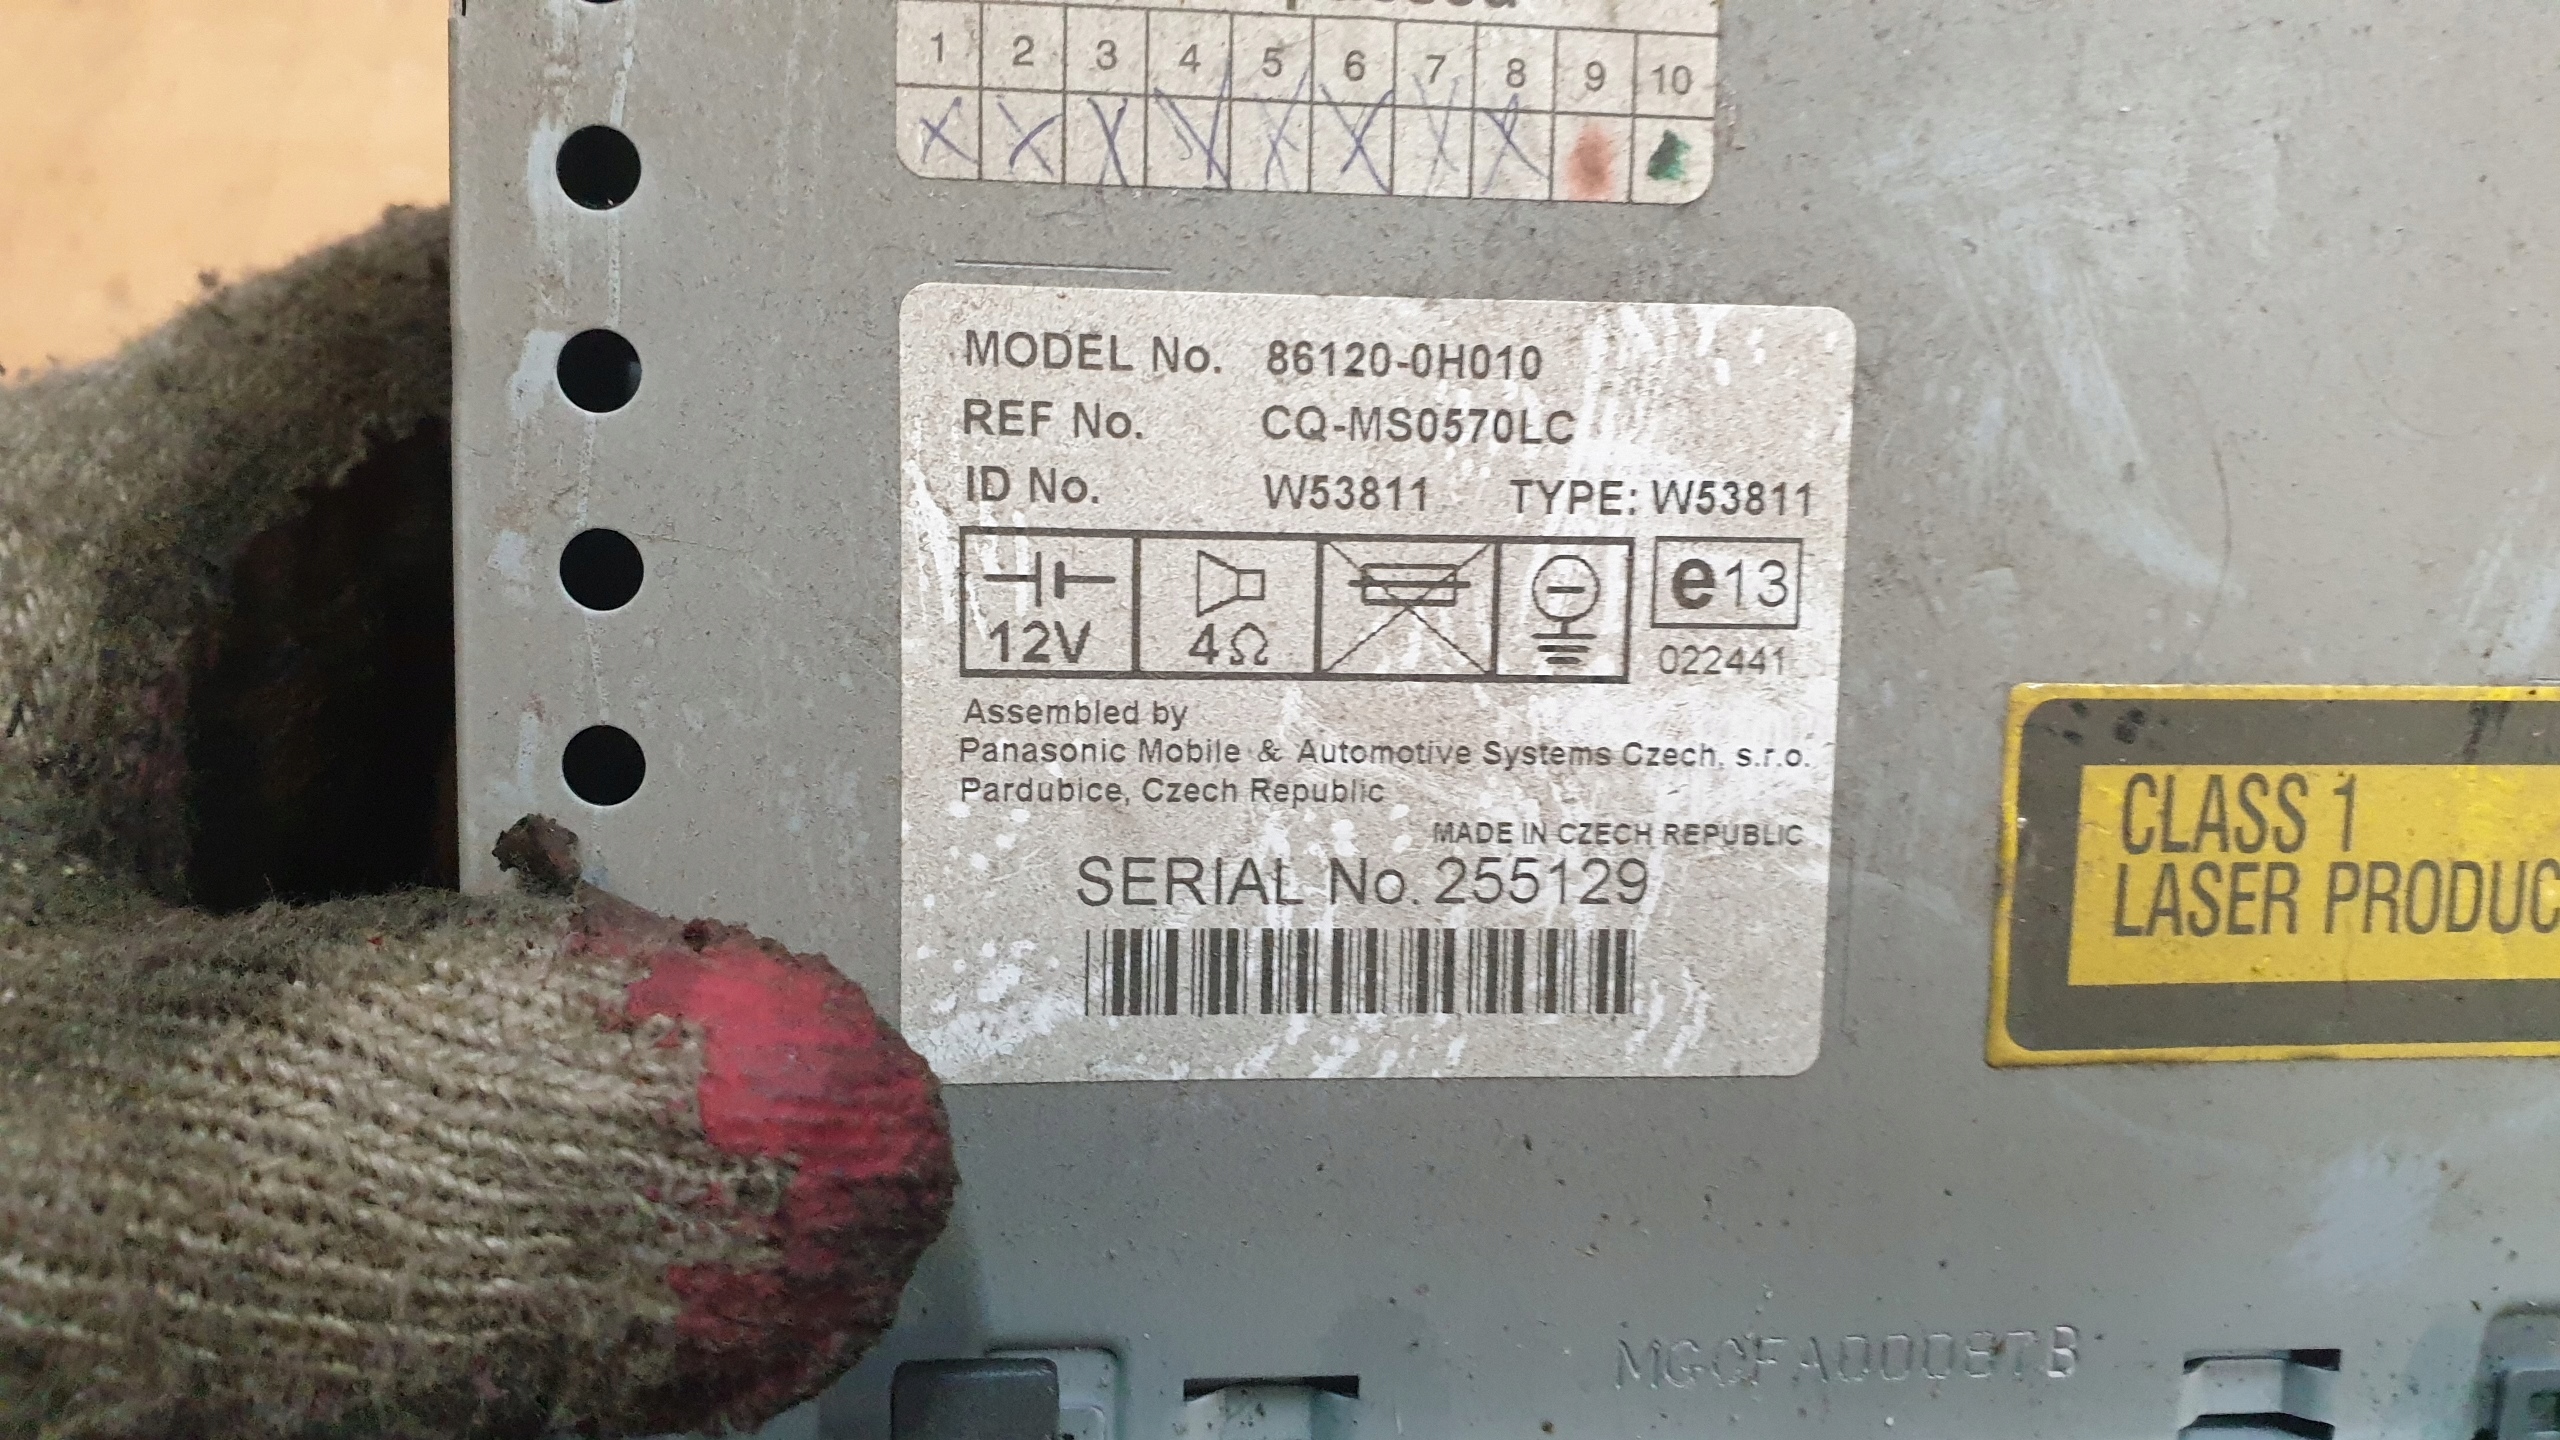 passed
1 2 3 4 5 6 7 8 9 10
X X X X X X X X
MODEL No. 86120-0H010
REF No. CQ-MS0570LC
ID No. W53811 TYPE: W53811
12V 4Ω e13
022441
Assembled by
Panasonic Mobile & Automotive Systems Czech, s.r.o.
Pardubice, Czech Republic
MADE IN CZECH REPUBLIC
SERIAL No. 255129
CLASS 1
LASER PRODUC